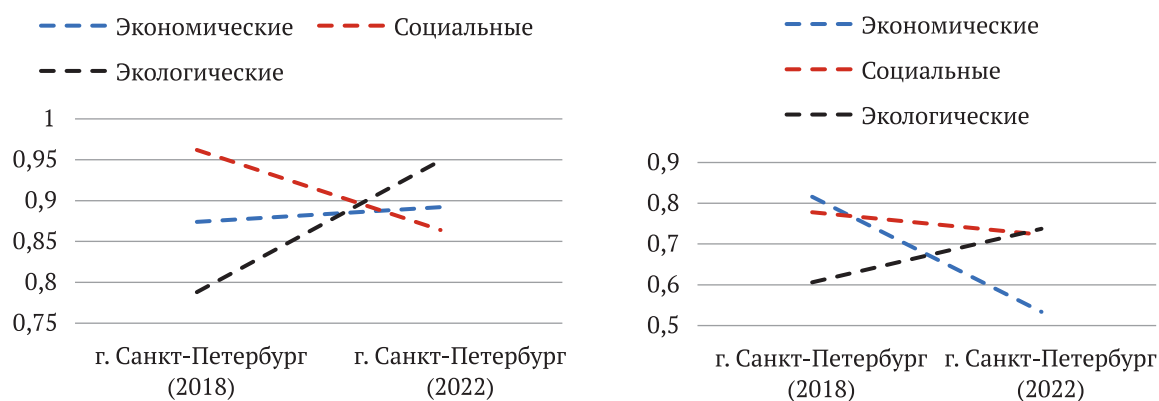 Экономические Социальные
Экологические
1
0,95
0,9
0,85
0,8
0,75
г. Санкт-Петербург г. Санкт-Петербург
(2018) (2022)
Экономические
Социальные
Экологические
0,9
0,8
0,7
0,6
0,5
г. Санкт-Петербург г. Санкт-Петербург
(2018) (2022)